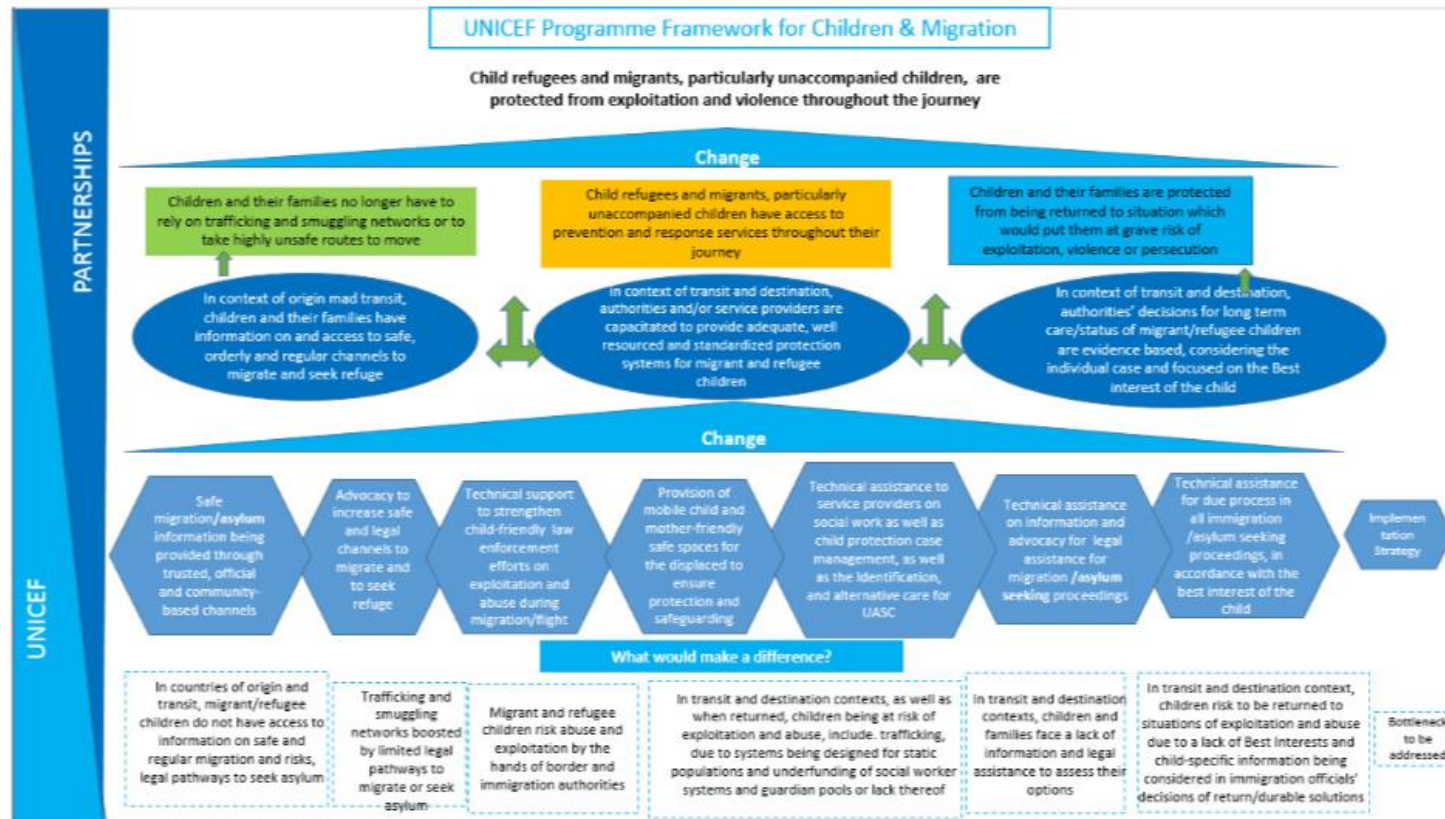 UNICEF Programme Framework for Children & Migration
Child refugees and migrants, particularly unaccompanied children, are
protected from exploitation and violence throughout the journey
PARTNERSHIPS
UNICEF
Change
Children and their families no longer have to
rely on trafficking and smuggling networks or to
take highly unsafe routes to move
Child refugees and migrants, particularly
unaccompanied children have access to
prevention and response services throughout their
journey
Children and their families are protected
from being returned to situation which
would put them at grave risk of
exploitation, violence or persecution
In context of origin mad transit,
children and their families have
information on and access to safe,
orderly and regular channels to
migrate and seek refuge
In context of transit and destination,
authorities and/or service providers are
capacitated to provide adequate, well
resourced and standardized protection
systems for migrant and refugee
children
In context of transit and destination,
authorities' decisions for long term
care/status of migrant/refugee children
are evidence based, considering the
individual case and focused on the Best
interest of the child
Change
Safe
migration/asylum
information being
provided through
trusted, official
and community-
based channels
Advocacy to
increase safe
and legal
channels to
migrate and
to seek
refuge
Technical support
to strengthen
child-friendly law
enforcement
efforts on
exploitation and
abuse during
migration/flight
Provision of
mobile child and
mother-friendly
safe spaces for
the displaced to
ensure
protection and
safeguarding
Technical assistance to
service providers on
social work as well as
child protection case
management, as well
as the Identification,
and alternative care for
UASC
Technical assistance
on information and
advocacy for legal
assistance for
migration /asylum
seeking proceedings
Technical assistance
for due process in
all immigration
/asylum seeking
proceedings, in
accordance with the
best interest of the
child
Implemen
tation
Strategy
What would make a difference?
In countries of origin and
transit, migrant/refugee
children do not have access to
information on safe and
regular migration and risks,
legal pathways to seek asylum
Trafficking and
smuggling
networks boosted
by limited legal
pathways to
migrate or seek
asylum
Migrant and refugee
children risk abuse and
exploitation by the
hands of border and
immigration authorities
In transit and destination contexts, as well as
when returned, children being at risk of
exploitation and abuse, include. trafficking,
due to systems being designed for static
populations and underfunding of social worker
systems and guardian pools or lack thereof
In transit and destination
contexts, children and
families face a lack of
information and legal
assistance to assess their
options
In transit and destination context,
children risk to be returned to
situations of exploitation and abuse
due to a lack of Best Interests and
child-specific information being
considered in immigration officials'
decisions of return/durable solutions
Bottleneck
to be
addressed